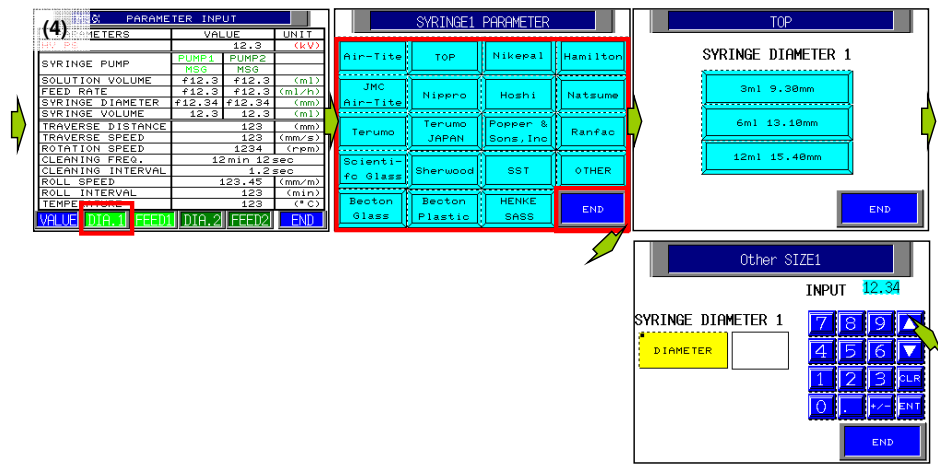 (4)
PARAMETER INPUT
METERS VALUE UNIT
HV PS 12.3 (kV)
SYRINGE PUMP PUMP1 PUMP2
MSG MSG
SOLUTION VOLUME f12.3 f12.3 (ml)
FEED RATE f12.3 f12.3 (ml/h)
SYRINGE DIAMETER f12.34 f12.34 (mm)
SYRINGE VOLUME 12.3 12.3 (ml)
TRAVERSE DISTANCE 123 (mm)
TRAVERSE SPEED 123 (mm/s)
ROTATION SPEED 1234 (rpm)
CLEANING FREQ. 12min 12sec
CLEANING INTERVAL 1.2sec
ROLL SPEED 123.45 (mm/m)
ROLL INTERVAL 123 (min)
TEMPERATURE 123 (°C)
VALUE DIA.1 FEED1 DIA.2 FEED2 END
SYRINGE1 PARAMETER
Air-Tite TOP Nikepal Hamilton
JMC
Air-Tite Nippro Hoshi Natsume
Terumo Terumo
JAPAN Popper &
Sons,Inc Ranfac
Scienti-
fc Glass Sherwood SST OTHER
Becton
Glass Becton
Plastic HENKE
SASS END
TOP
SYRINGE DIAMETER 1
3ml 9.30mm
6ml 13.10mm
12ml 15.40mm
END
Other SIZE1
INPUT 12.34
SYRINGE DIAMETER 1
DIAMETER
7 8 9 ▲
4 5 6 ▼
1 2 3 CLR
0 . +/- ENT
END